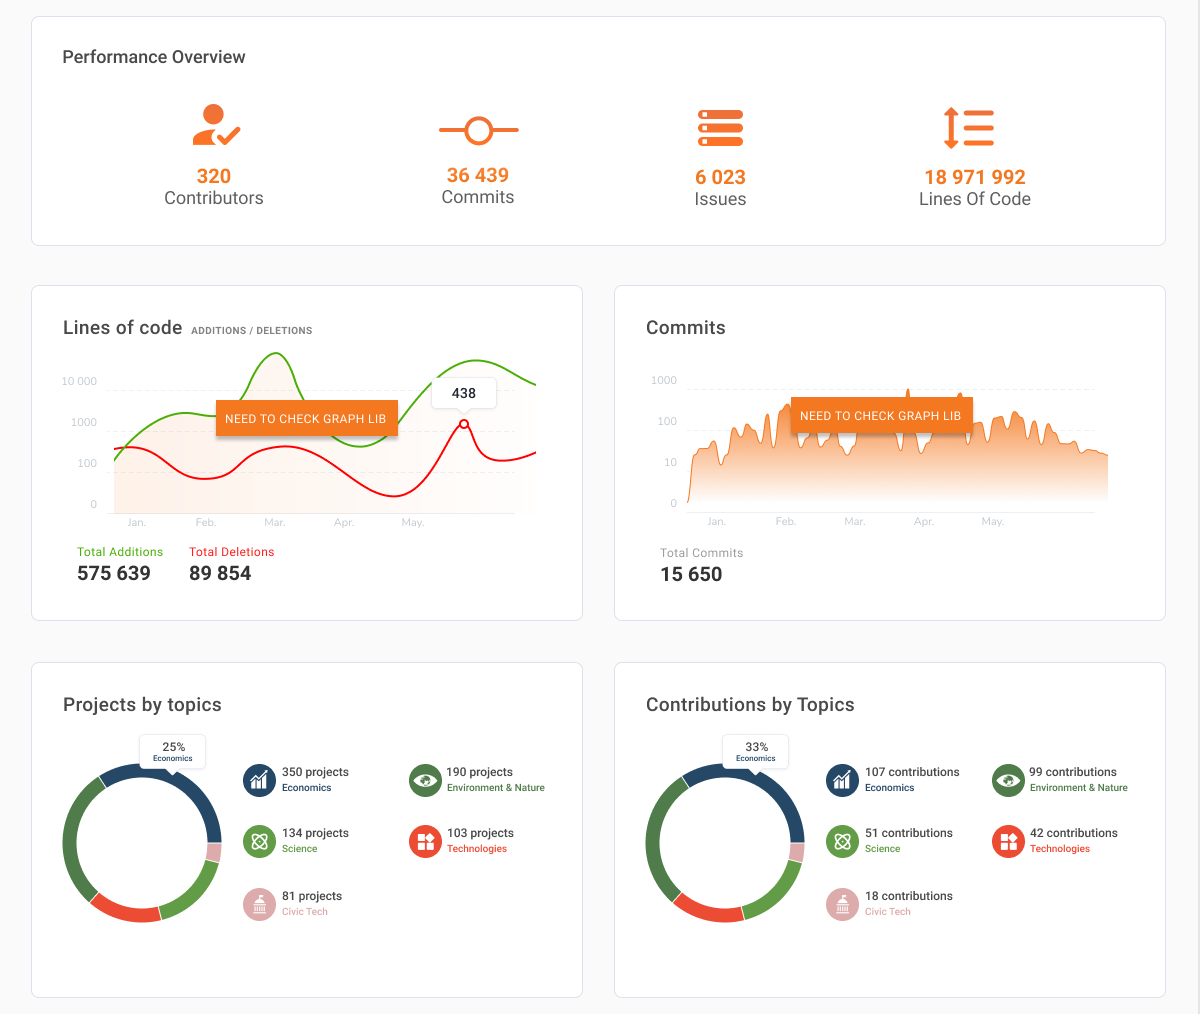 Performance Overview
320
Contributors
36 439
Commits
6 023
Issues
18 971 992
Lines Of Code
Lines of code ADDITIONS / DELETIONS
10 000
1000
100
0
438
NEED TO CHECK GRAPH LIB
Jan. Feb. Mar. Apr. May.
Total Additions
575 639
Total Deletions
89 854
Commits
1000
100
10
0
NEED TO CHECK GRAPH LIB
Jan. Feb. Mar. Apr. May.
Total Commits
15 650
Projects by topics
25%
Economics
350 projects
Economics
190 projects
Environment & Nature
134 projects
Science
103 projects
Technologies
81 projects
Civic Tech
Contributions by Topics
33%
Economics
107 contributions
Economics
99 contributions
Environment & Nature
51 contributions
Science
42 contributions
Technologies
18 contributions
Civic Tech